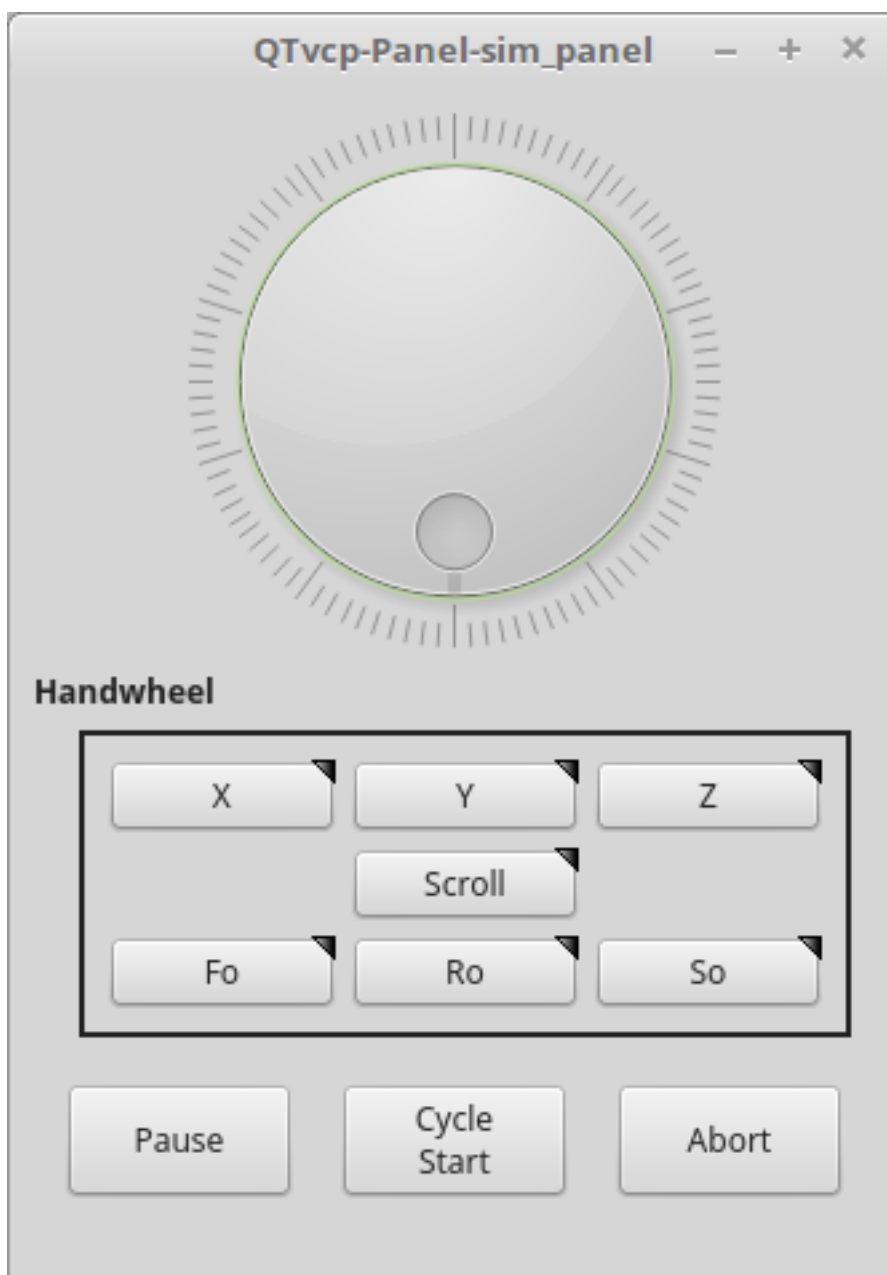 QTvcp-Panel-sim_panel
Handwheel
X Y Z
Scroll
Fo Ro So
Pause
Cycle
Start
Abort